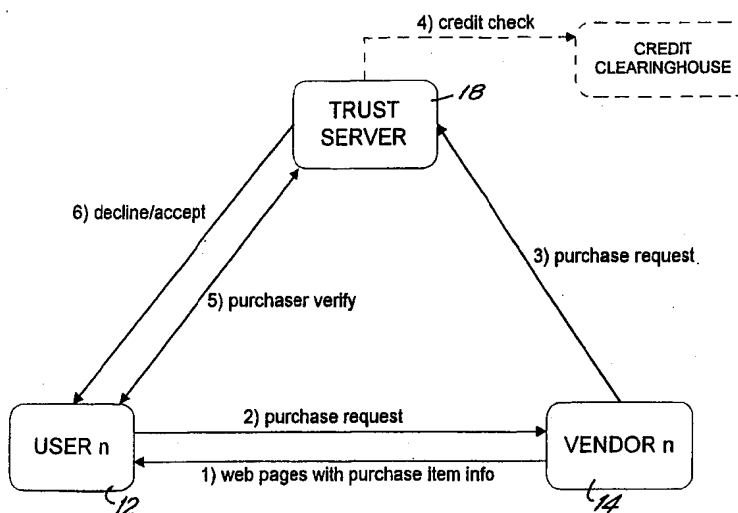 4) credit check
CREDIT
CLEARINGHOUSE
18
TRUST
SERVER
6) decline/accept
3) purchase request
5) purchaser verify
2) purchase request
USER n
VENDOR n
1) web pages with purchase item info
12
14